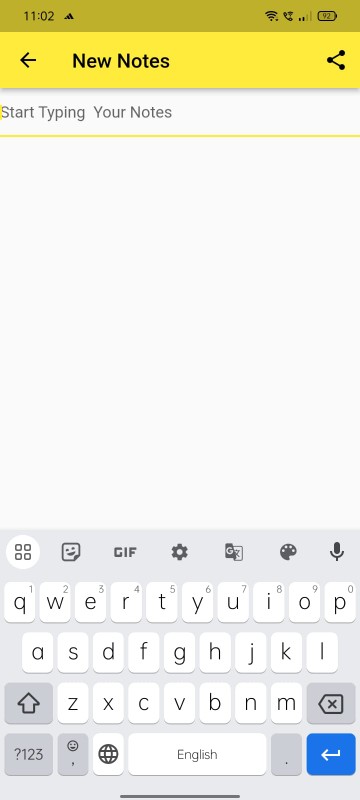 11:02
92
New Notes
Start Typing  Your Notes
GIF
G
1 2 3 4 5 6 7 8 9 0
q w e r t y u i o p
a s d f g h j k l
z x c v b n m
?123 , English .